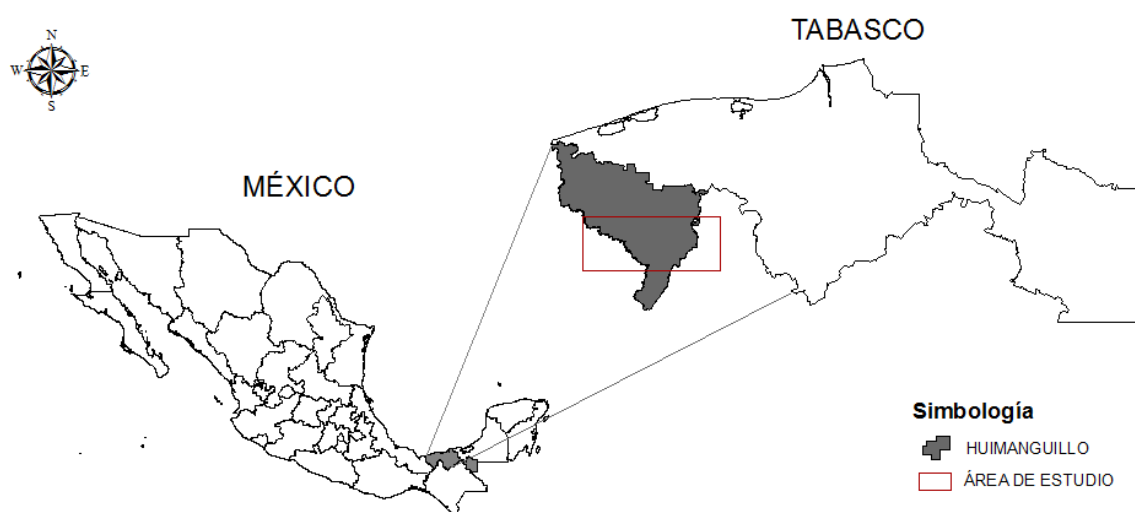 TABASCO
N
W E
S
MÉXICO
Simbología
HUIMANGUILLO
ÁREA DE ESTUDIO